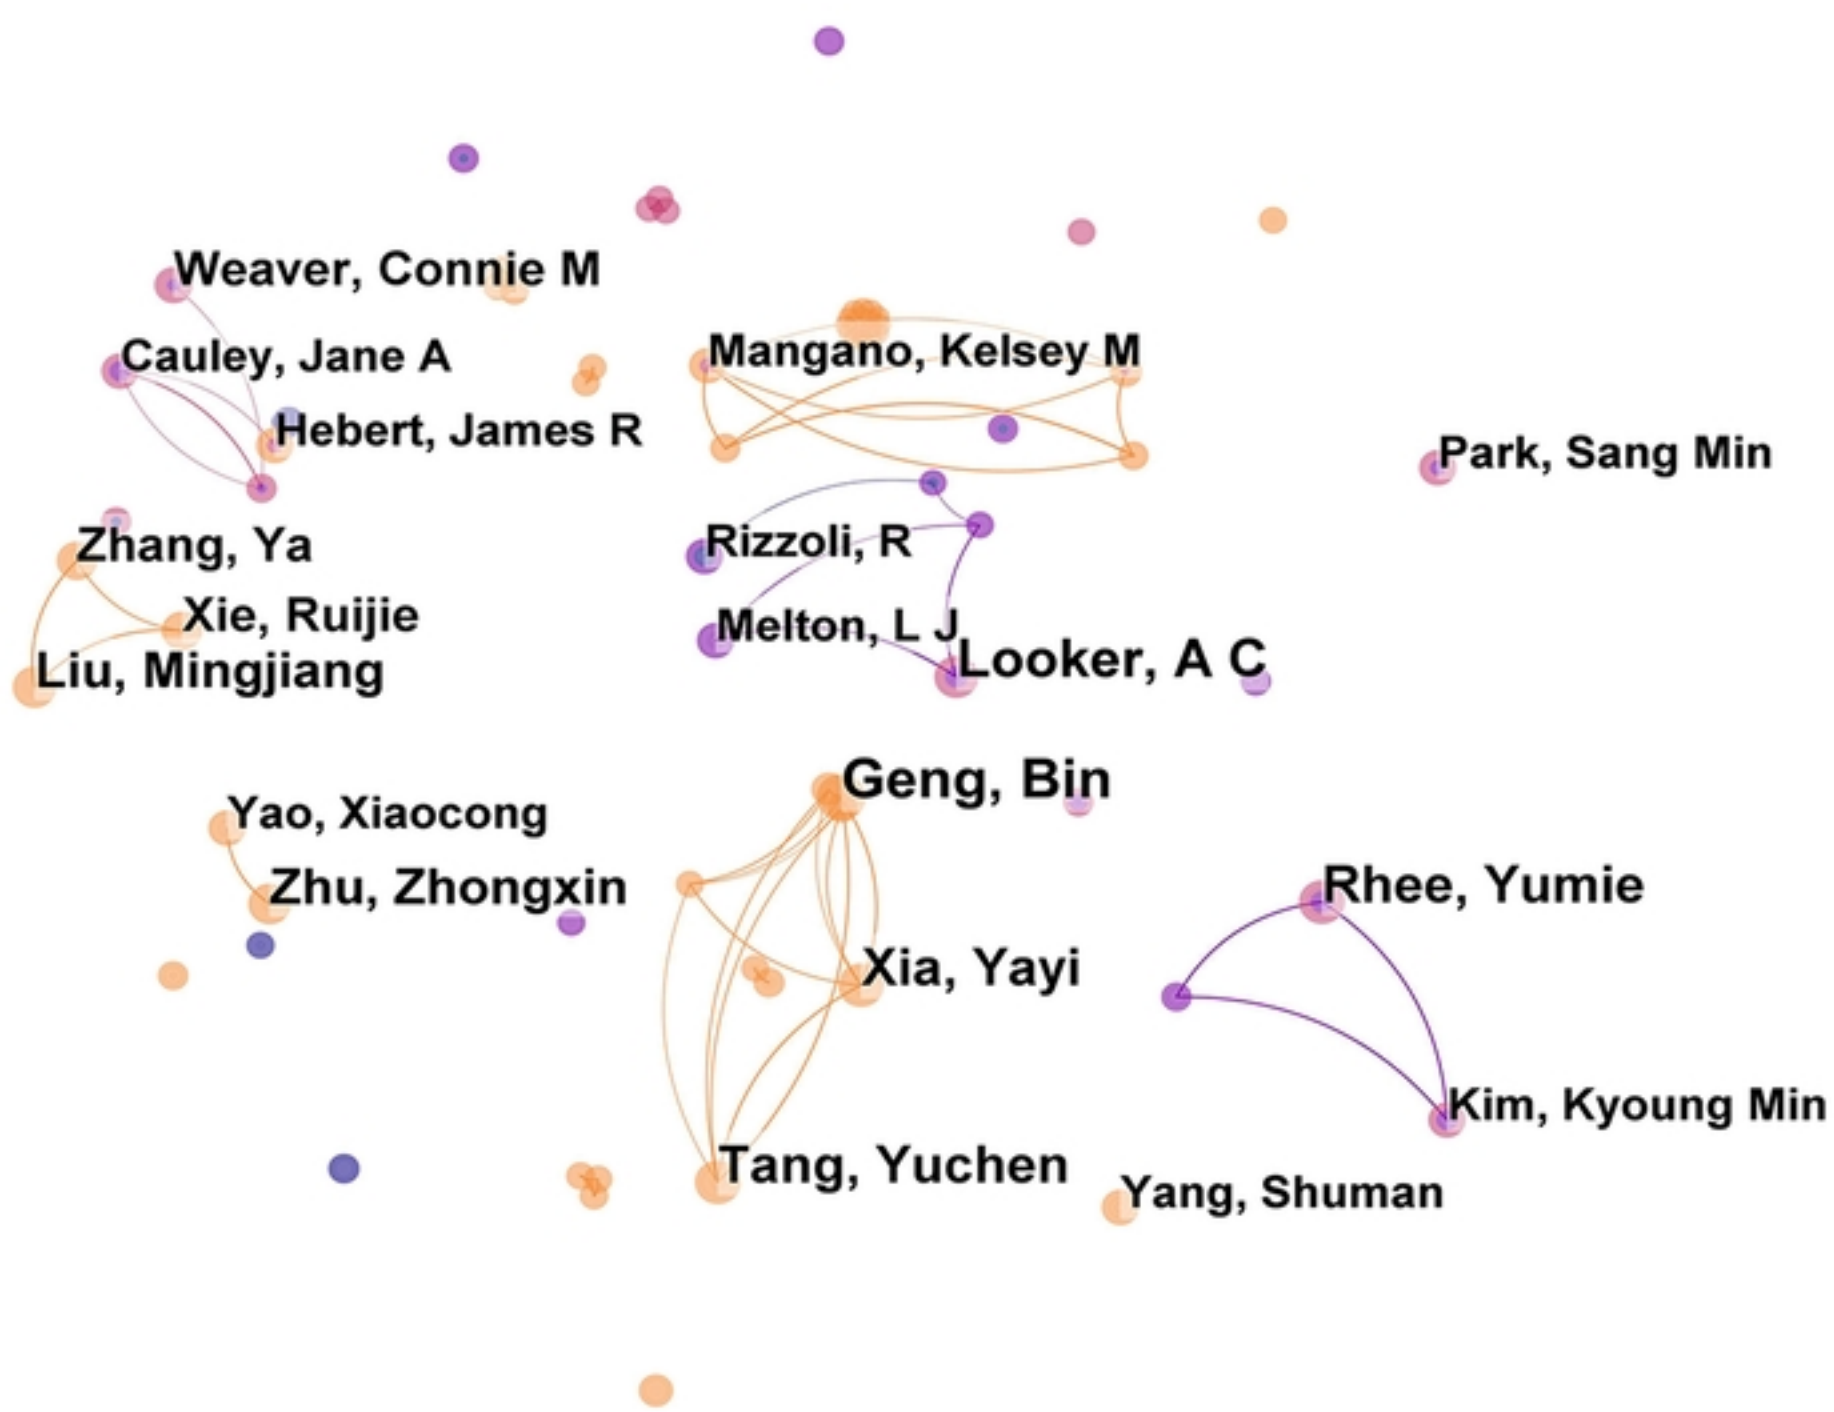 Weaver, Connie M
Cauley, Jane A
Mangano, Kelsey M
Hebert, James R
Park, Sang Min
Zhang, Ya
Rizzoli, R
Xie, Ruijie
Melton, L J
Liu, Mingjiang
Looker, A C
Geng, Bin
Yao, Xiaocong
Zhu, Zhongxin
Rhee, Yumie
Xia, Yayi
Kim, Kyoung Min
Tang, Yuchen
Yang, Shuman